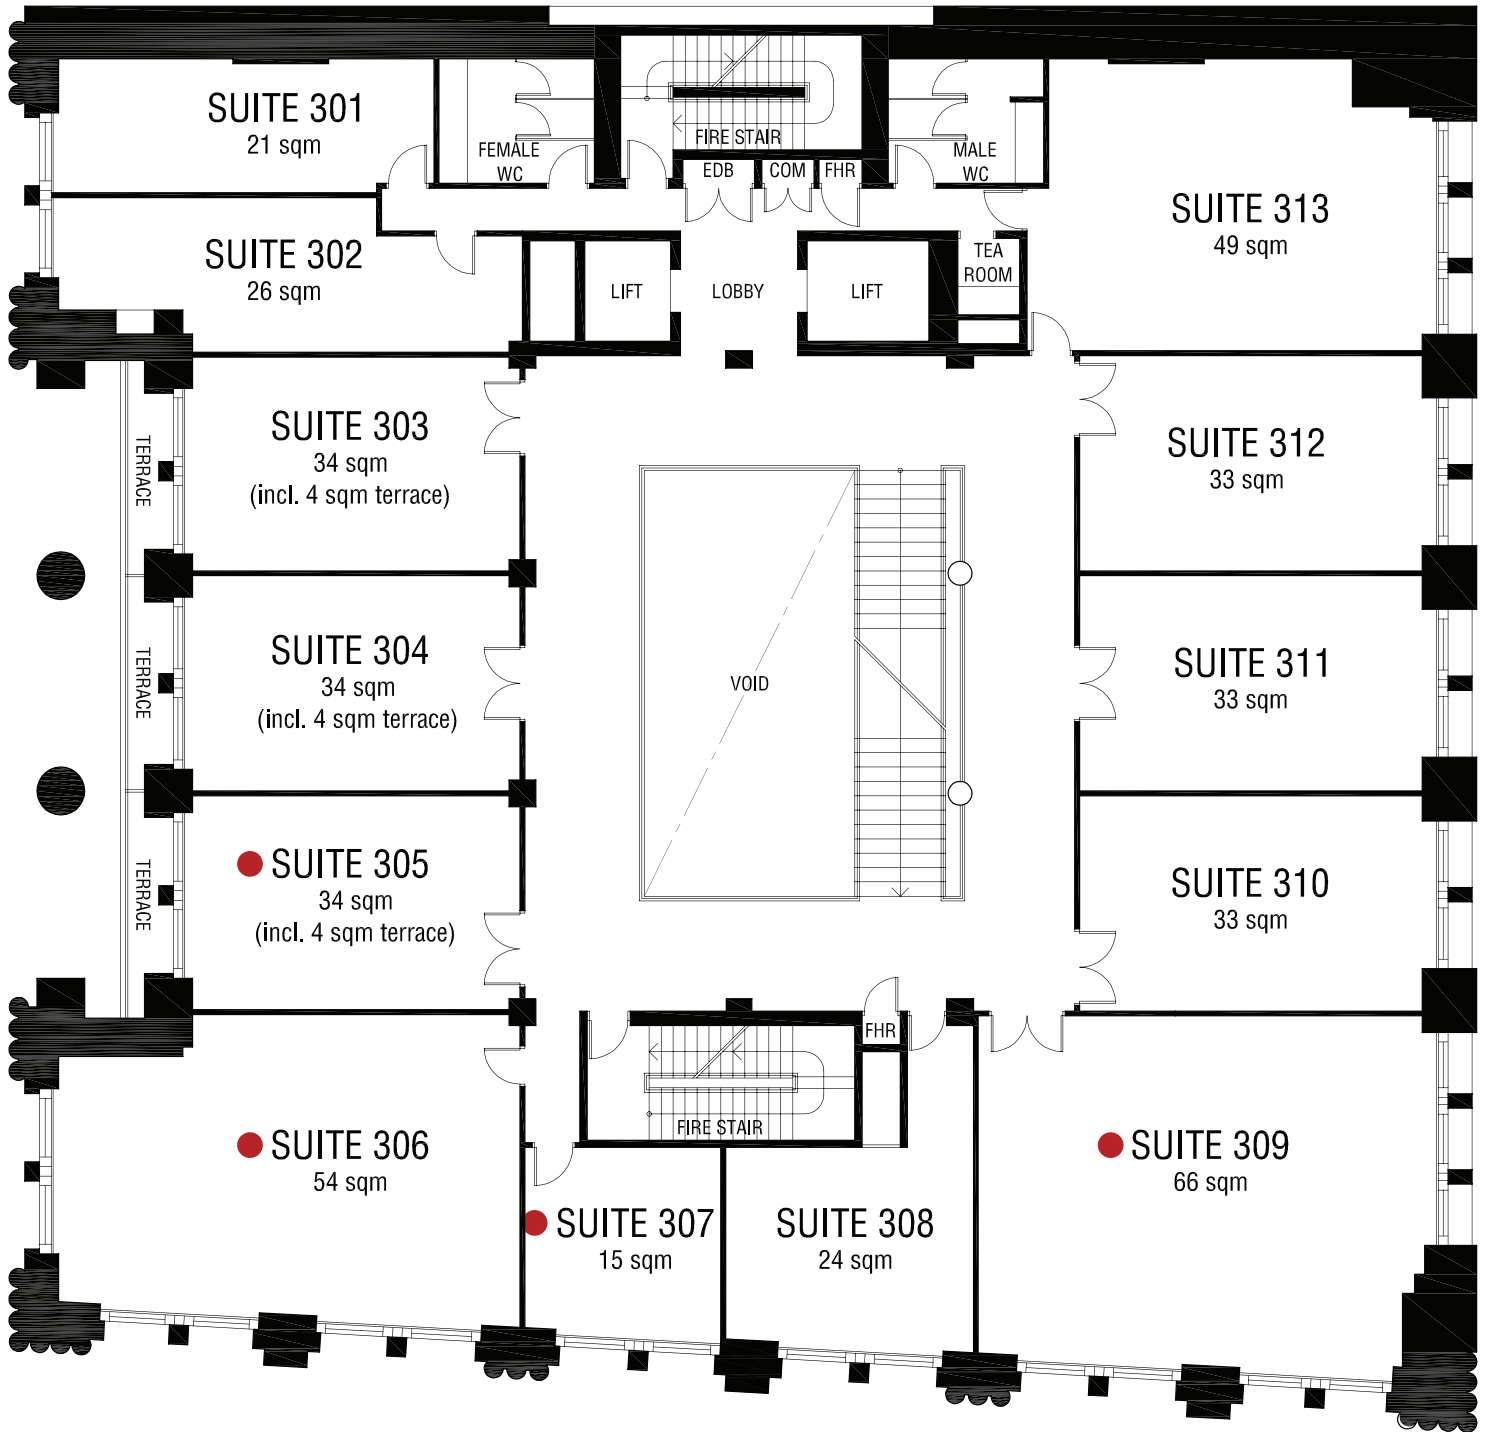 SUITE 301
21 sqm
FEMALE
WC
FIRE STAIR
EDB
COM
FHR
MALE
WC
SUITE 313
49 sqm
SUITE 302
26 sqm
LIFT
LOBBY
LIFT
TEA
ROOM
TERRACE
SUITE 303
34 sqm
(incl. 4 sqm terrace)
SUITE 312
33 sqm
TERRACE
SUITE 304
34 sqm
(incl. 4 sqm terrace)
VOID
SUITE 311
33 sqm
TERRACE
SUITE 305
34 sqm
(incl. 4 sqm terrace)
SUITE 310
33 sqm
FHR
FIRE STAIR
SUITE 306
54 sqm
SUITE 307
15 sqm
SUITE 308
24 sqm
SUITE 309
66 sqm